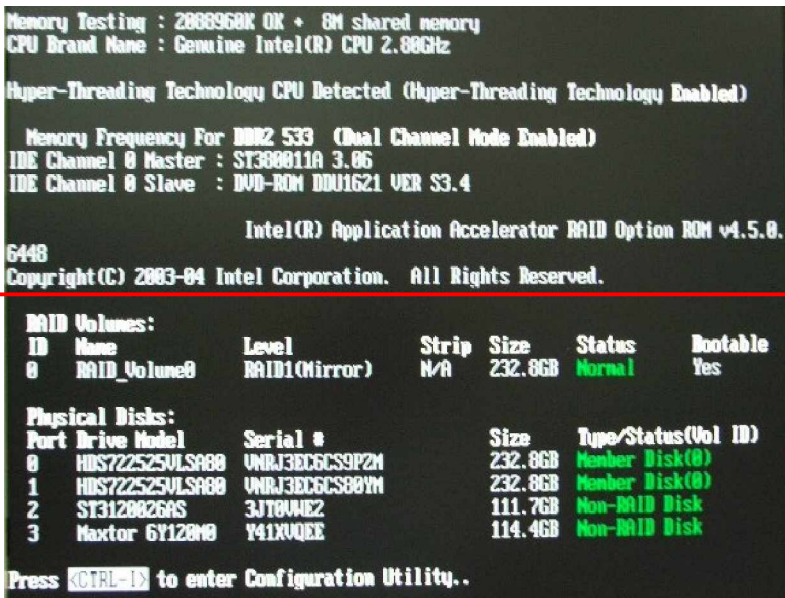 Memory Testing : 2088960K OK + 8M shared memory
CPU Brand Name : Genuine Intel(R) CPU 2.80GHz
Hyper-Threading Technology CPU Detected (Hyper-Threading Technology Enabled)
Memory Frequency For DDR2 533 (Dual Channel Mode Enabled)
IDE Channel 0 Master : ST380011A 3.06
IDE Channel 0 Slave : DVD-ROM DDU1621 VER S3.4
Intel(R) Application Accelerator RAID Option ROM v4.5.0.
6448
Copyright(C) 2003-04 Intel Corporation. All Rights Reserved.
RAID Volumes:
ID Name Level Strip Size Status Bootable
0 RAID_Volume0 RAID1(Mirror) N/A 232.8GB Normal Yes
Physical Disks:
Port Drive Model Serial # Size Type/Status(Vol ID)
0 HDS722525VLSA80 VNRJ3EC6CS9PZM 232.8GB Member Disk(0)
1 HDS722525VLSA80 VNRJ3EC6CS80YM 232.8GB Member Disk(0)
2 ST3120026AS 3JT0VWEZ 111.7GB Non-RAID Disk
3 Maxtor 6Y120M0 Y41XVQEE 114.4GB Non-RAID Disk
Press <CTRL-I> to enter Configuration Utility..